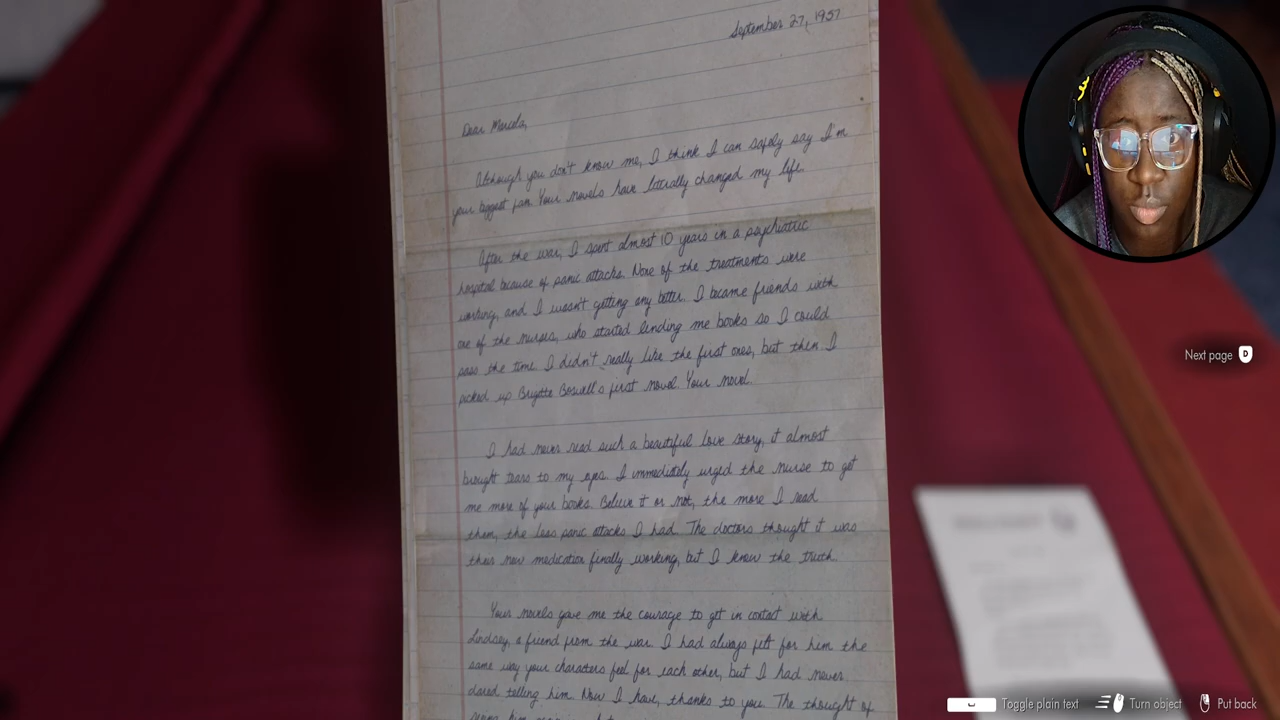 September 27, 1957
Dear Marcela,
Although you don't know me, I think I can safely say I'm
your biggest fan. Your novels have literally changed my life.
After the war, I spent almost 10 years in a psychiatric
hospital because of panic attacks. None of the treatments were
working, and I wasn't getting any better. I became friends with
one of the nurses, who started lending me books so I could
pass the time. I didn't really like the first ones, but then I
picked up Brigitte Boswell's first novel. Your novel.
I had never read such a beautiful love story, it almost
brought tears to my eyes. I immediately urged the nurse to get
me more of your books. Believe it or not, the more I read
them, the less panic attacks I had. The doctors thought it was
their new medication finally working, but I knew the truth.
Your novels gave me the courage to get in contact with
Lindsey, a friend from the war. I had always felt for him the
same way your characters feel for each other, but I had never
dared telling him. Now I have, thanks to you. The thought of
Next page D
Toggle plain text
Turn object
Put back